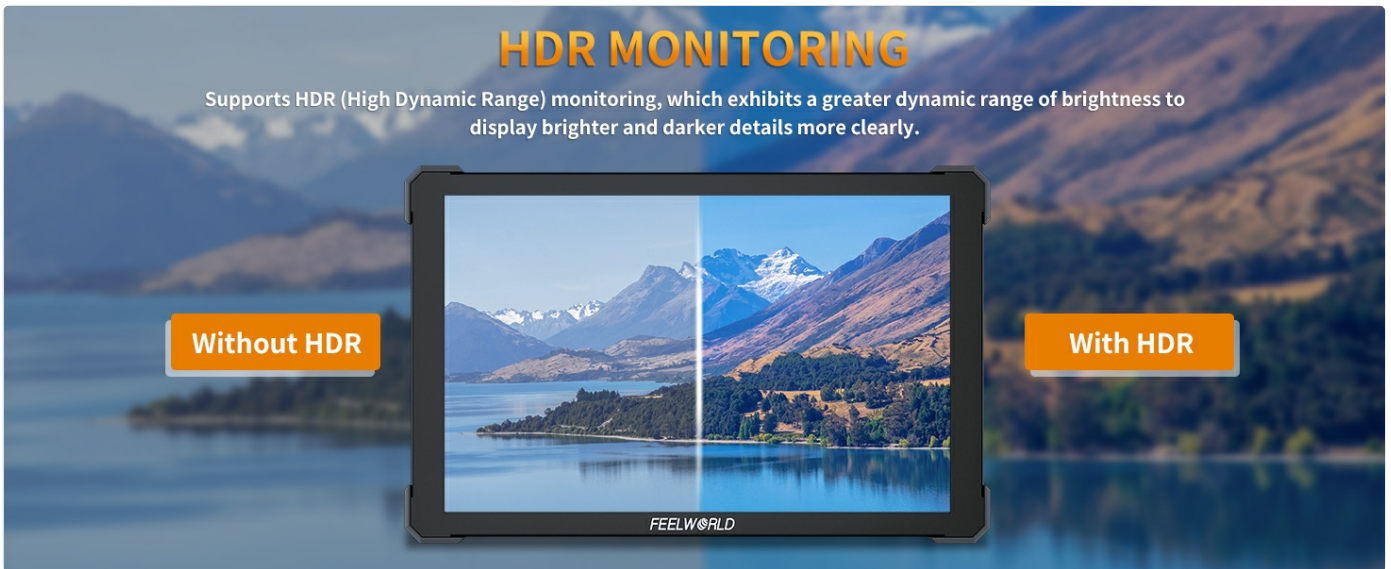 HDR MONITORING
Supports HDR (High Dynamic Range) monitoring, which exhibits a greater dynamic range of brightness to
display brighter and darker details more clearly.
Without HDR
With HDR
FEELWORLD